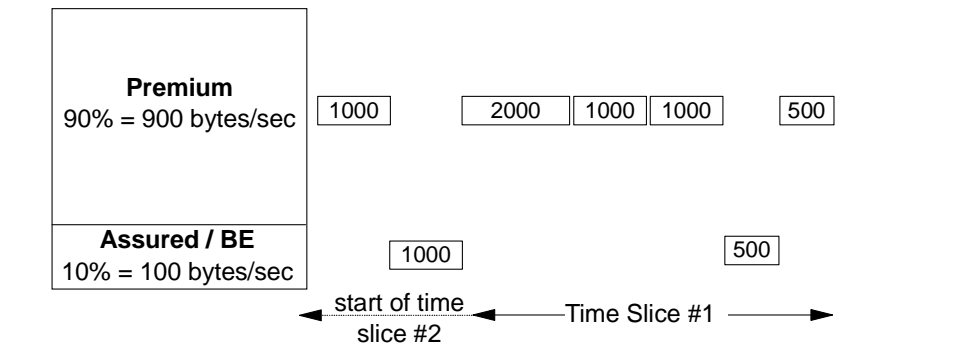 Premium
90% = 900 bytes/sec
1000
2000
1000
1000
500
Assured / BE
10% = 100 bytes/sec
1000
500
start of time
slice #2
Time Slice #1